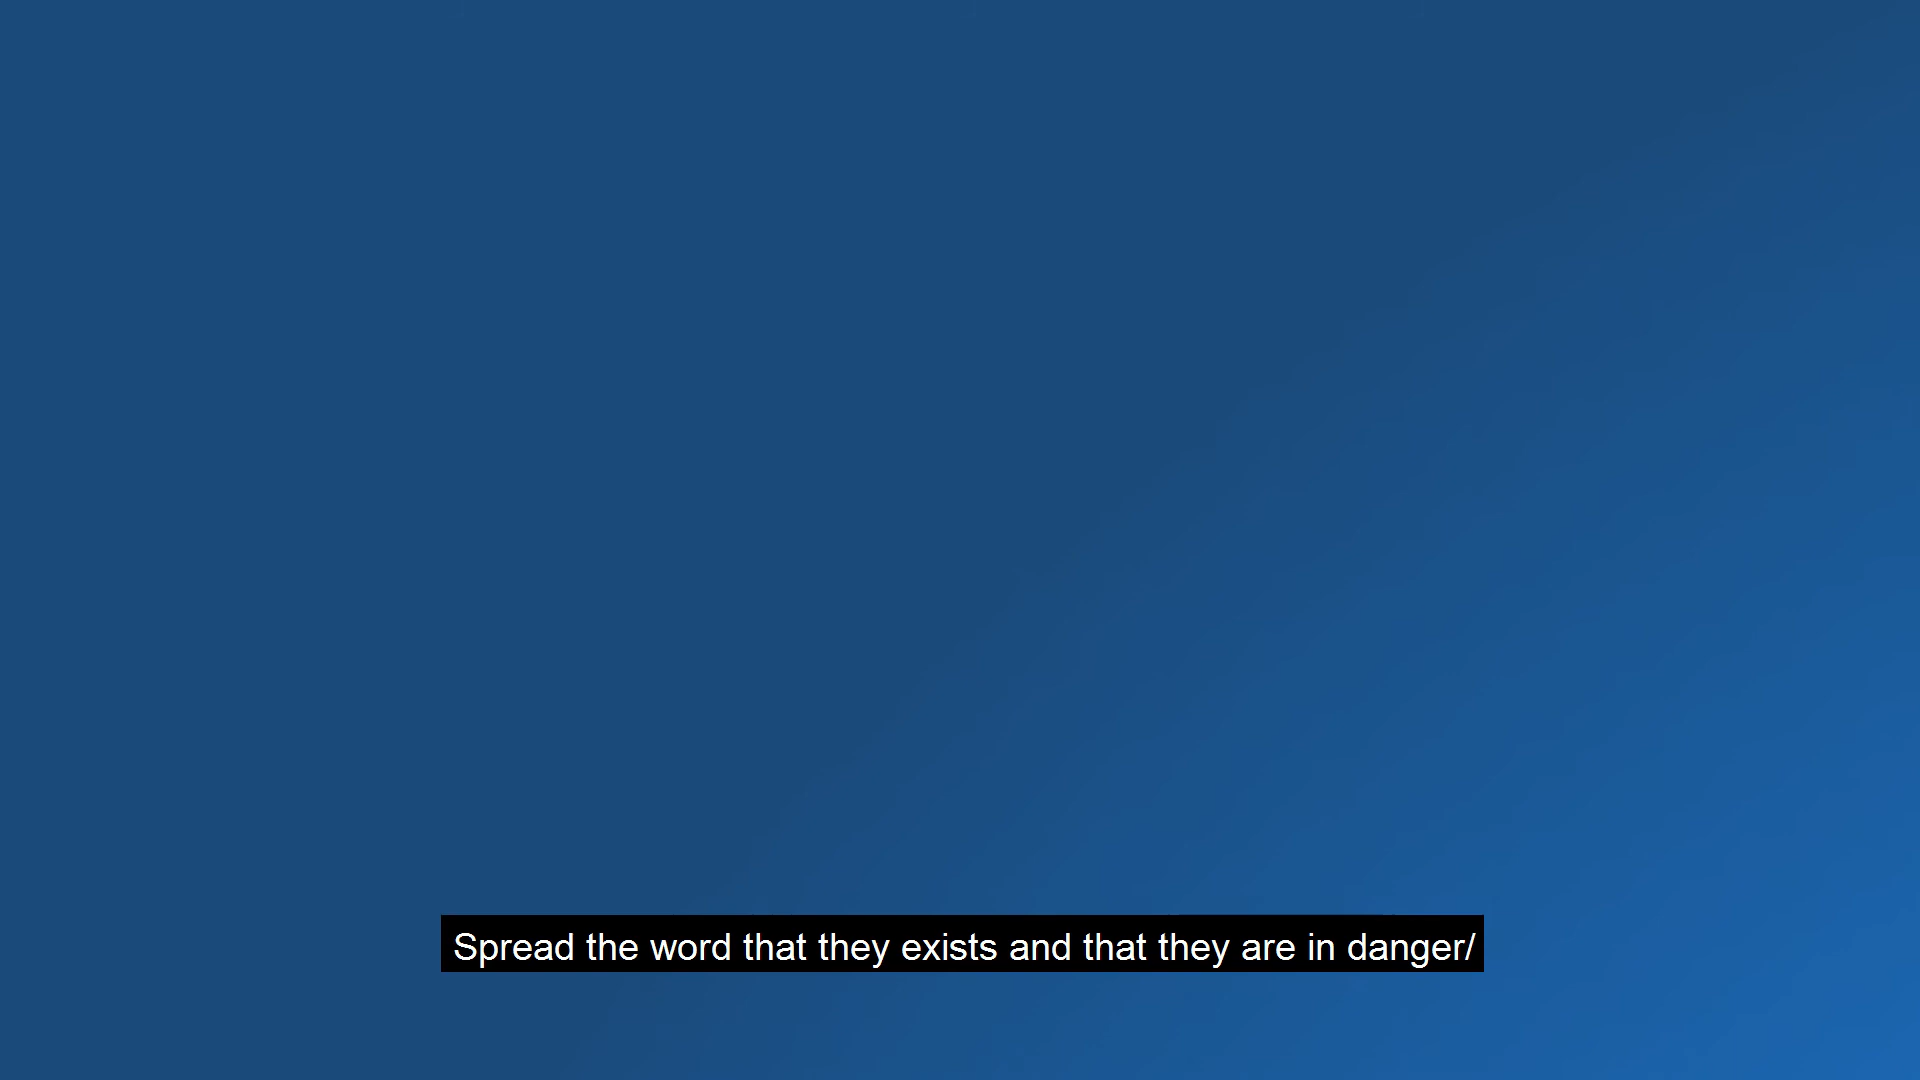 Spread the word that they exists and that they are in danger/